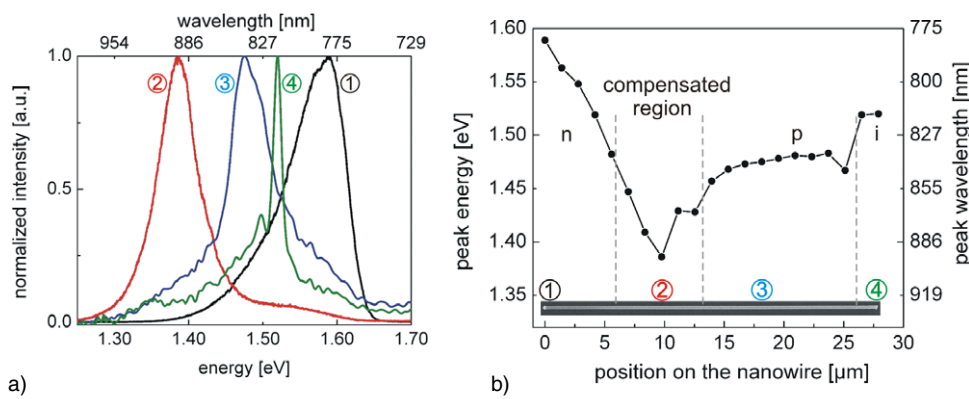 wavelength [nm]
954 886 827 775 729
1.0
0.5
0.0
normalized intensity [a.u.]
② ③ ④ ①
1.30 1.40 1.50 1.60 1.70
energy [eV]
a)
1.60
1.55
1.50
1.45
1.40
1.35
peak energy [eV]
775
800
827
855
886
919
peak wavelength [nm]
compensated
region
n p i
① ② ③ ④
0 5 10 15 20 25 30
position on the nanowire [µm]
b)